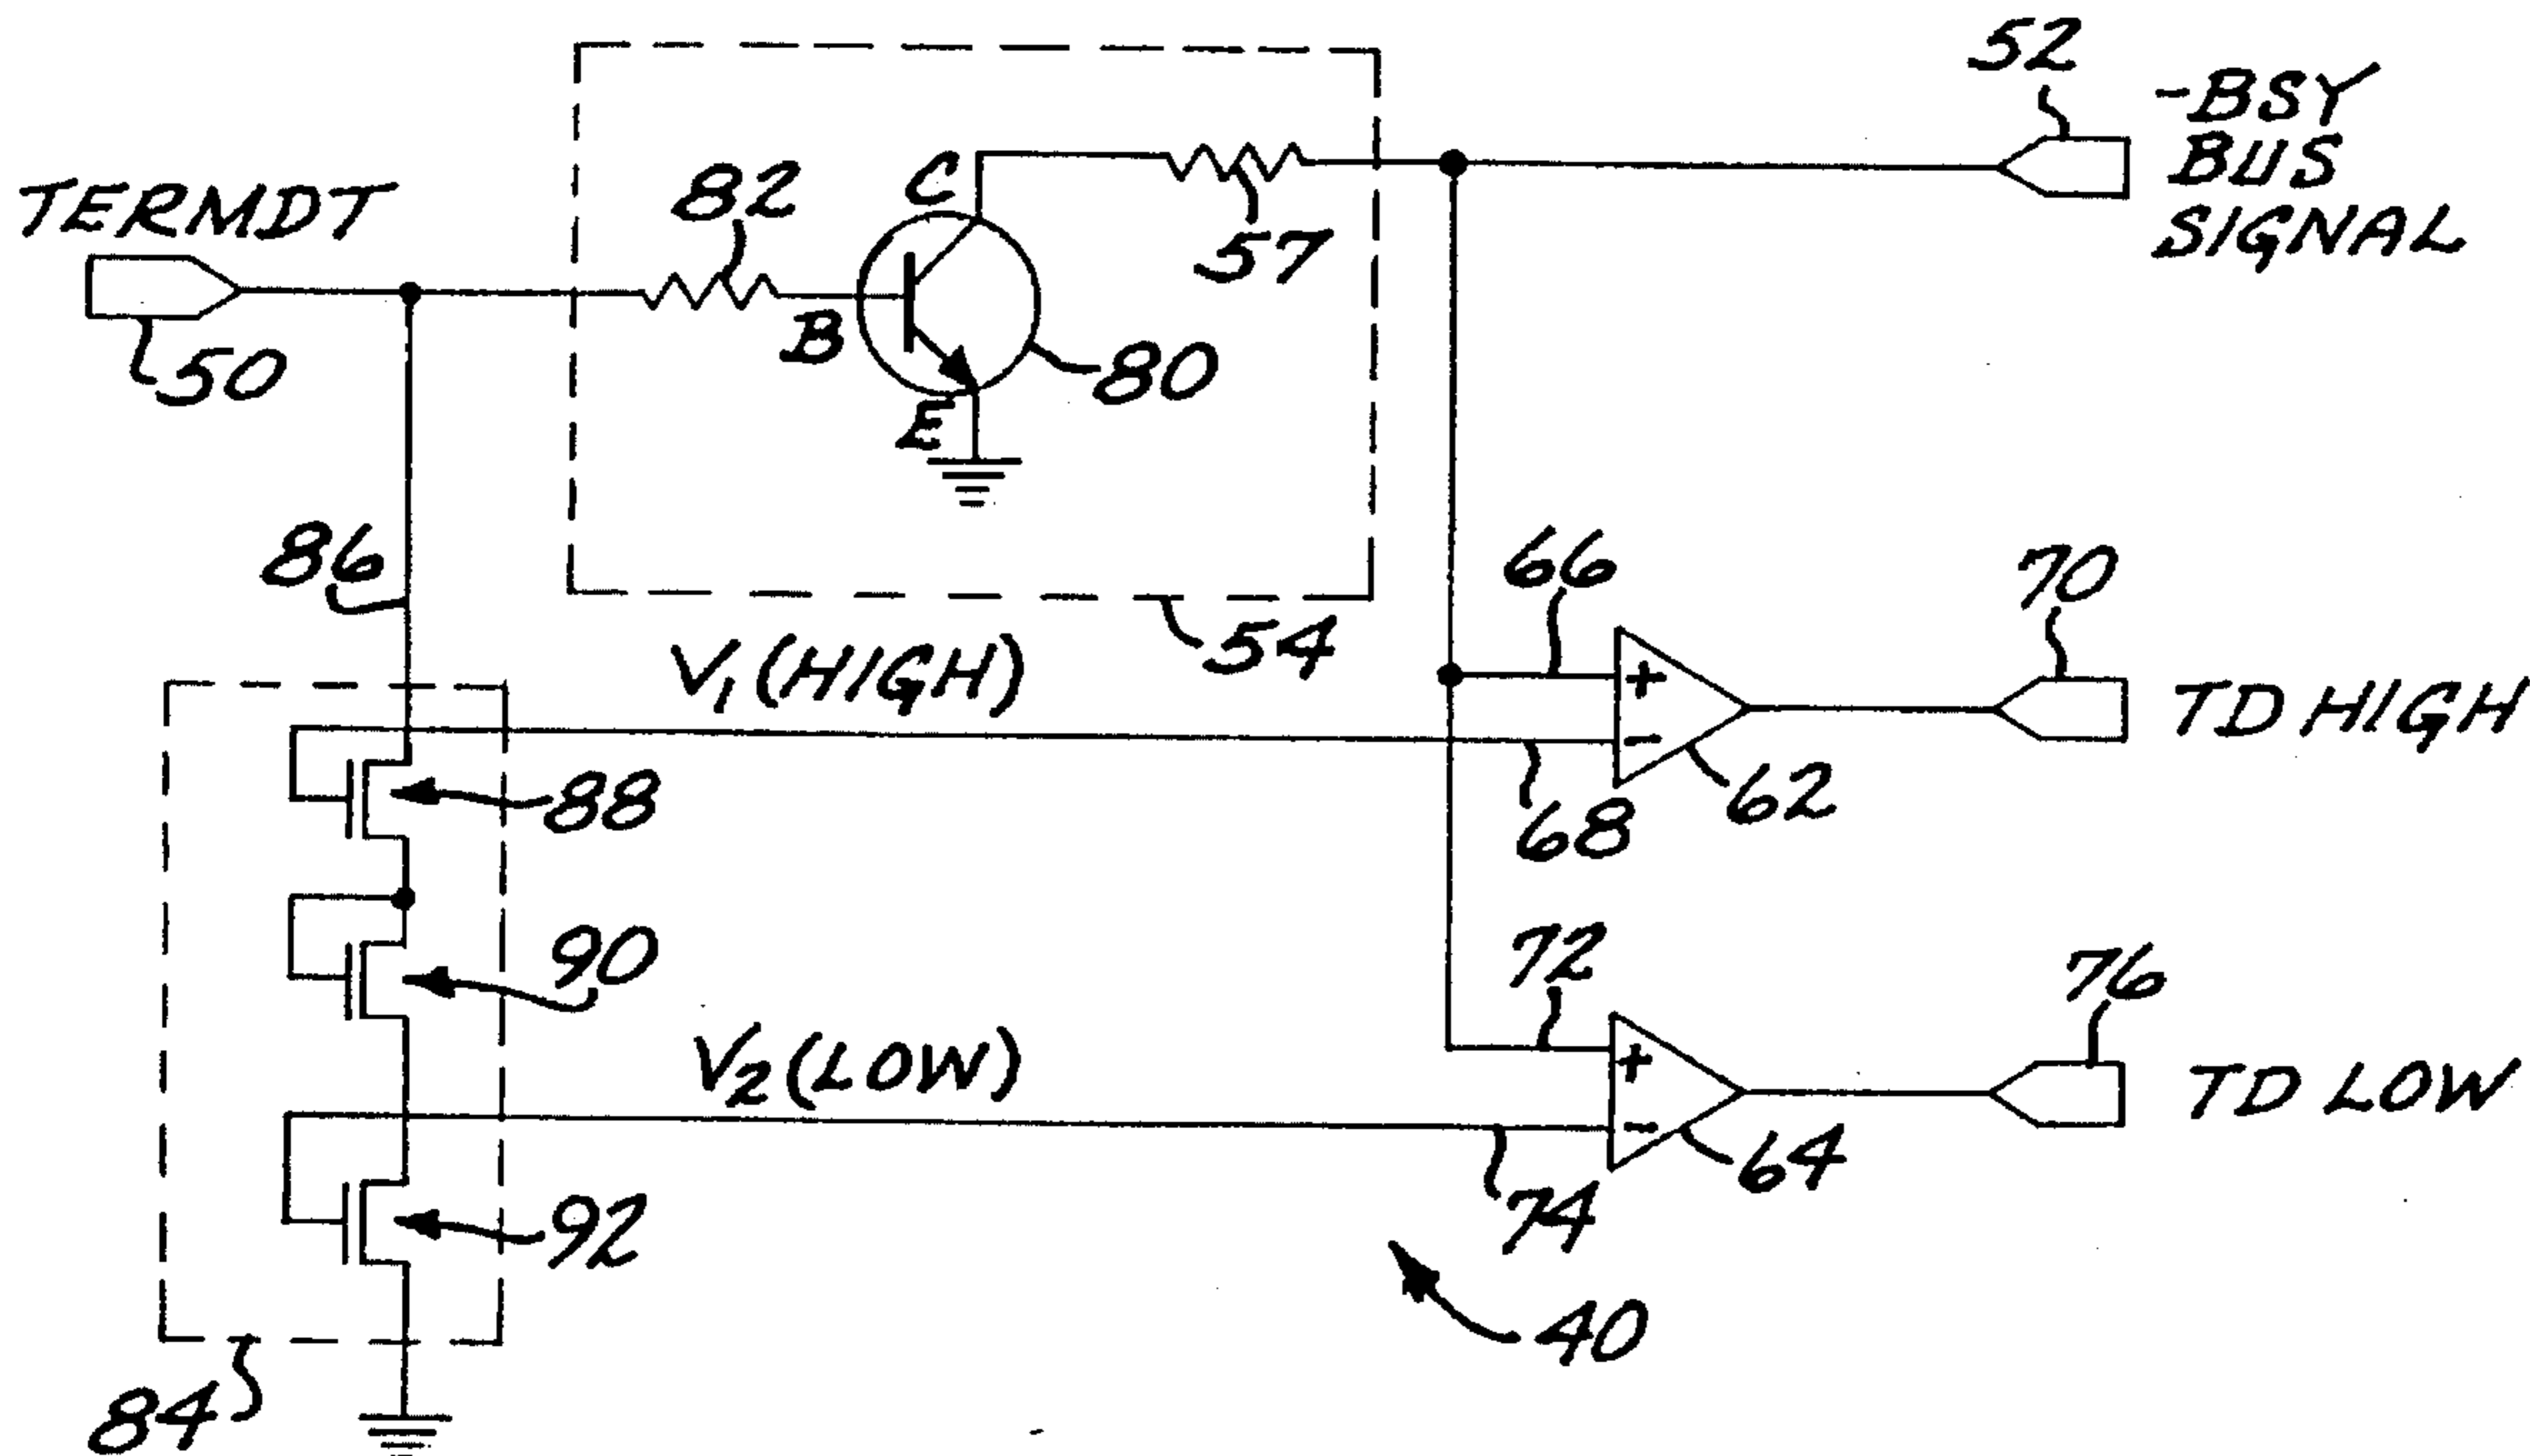 52
-BSY
BUS
SIGNAL
TERMDT
50
82
C
B
E
80
57
54
86
V1 (HIGH)
66
+
-
68
62
70
TD HIGH
88
90
V2 (LOW)
72
+
-
74
64
76
TD LOW
92
84
40